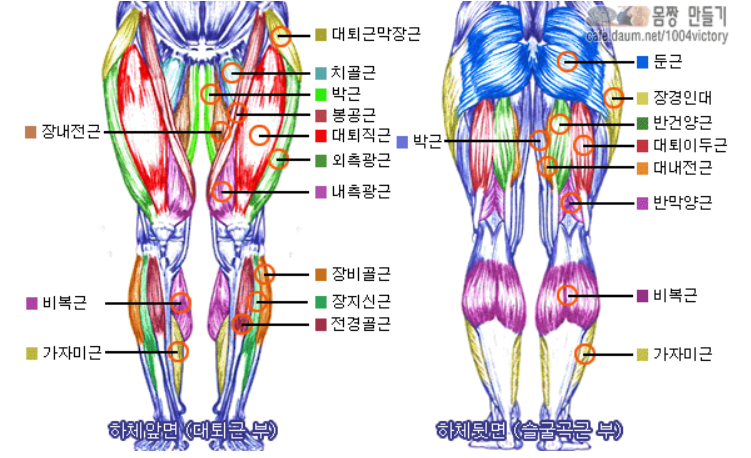 몸짱 만들기
cafe.daum.net/1004victory
대퇴근막장근
치골근
박근
봉공근
장내전근
대퇴직근
외측광근
내측광근
장비골근
비복근
장지신근
전경골근
가자미근
하체앞면 (대퇴근 부)
둔근
장경인대
반건양근
박근
대퇴이두근
대내전근
반막양근
비복근
가자미근
하체뒷면 (슬굴곡근 부)